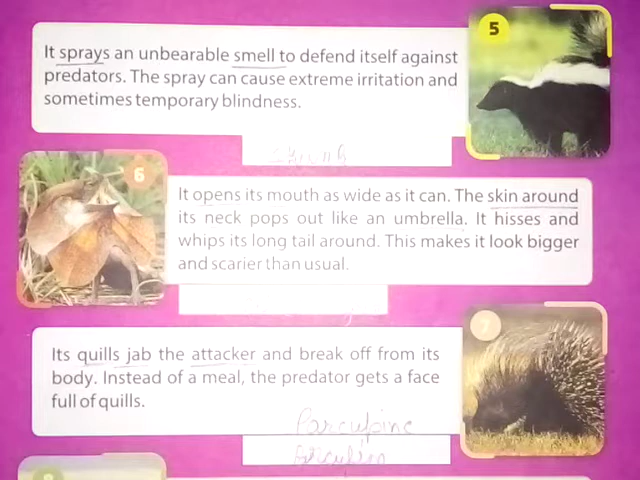 5
It sprays an unbearable smell to defend itself against
predators. The spray can cause extreme irritation and
sometimes temporary blindness.
6
It opens its mouth as wide as it can. The skin around
its neck pops out like an umbrella. It hisses and
whips its long tail around. This makes it look bigger
and scarier than usual.
7
Its quills jab the attacker and break off from its
body. Instead of a meal, the predator gets a face
full of quills.
Parcupine
8